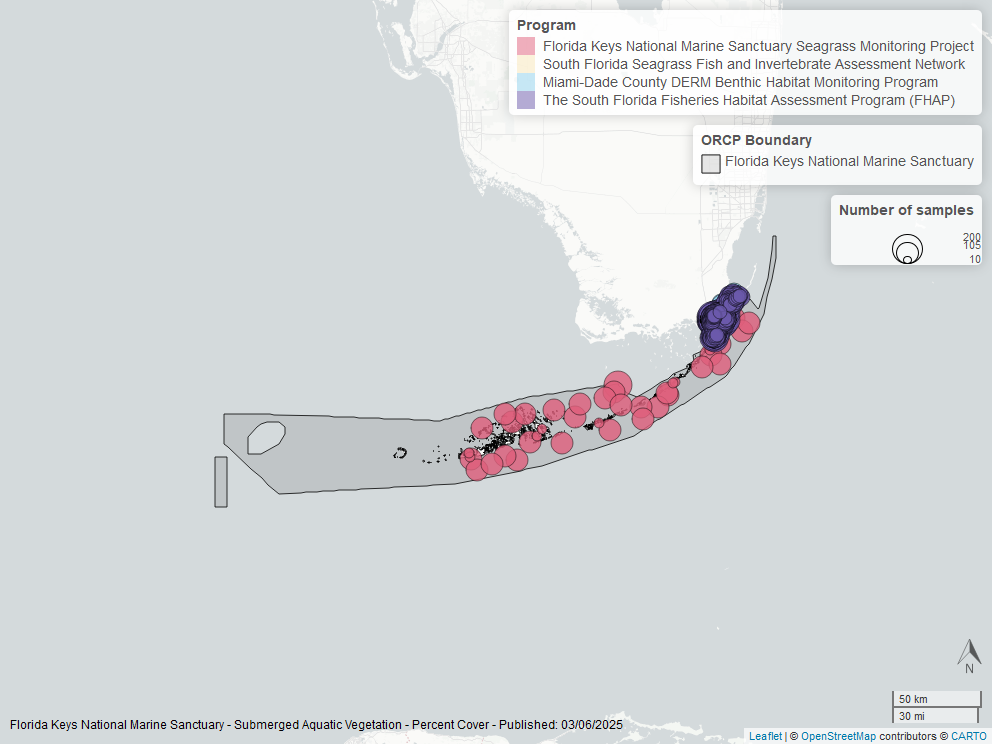 Program
Florida Keys National Marine Sanctuary Seagrass Monitoring Project
South Florida Seagrass Fish and Invertebrate Assessment Network
Miami-Dade County DERM Benthic Habitat Monitoring Program
The South Florida Fisheries Habitat Assessment Program (FHAP)
ORCP Boundary
Florida Keys National Marine Sanctuary
Number of samples
200
105
10
N
50 km
30 mi
Florida Keys National Marine Sanctuary - Submerged Aquatic Vegetation - Percent Cover - Published: 03/06/2025
Leaflet | © OpenStreetMap contributors © CARTO